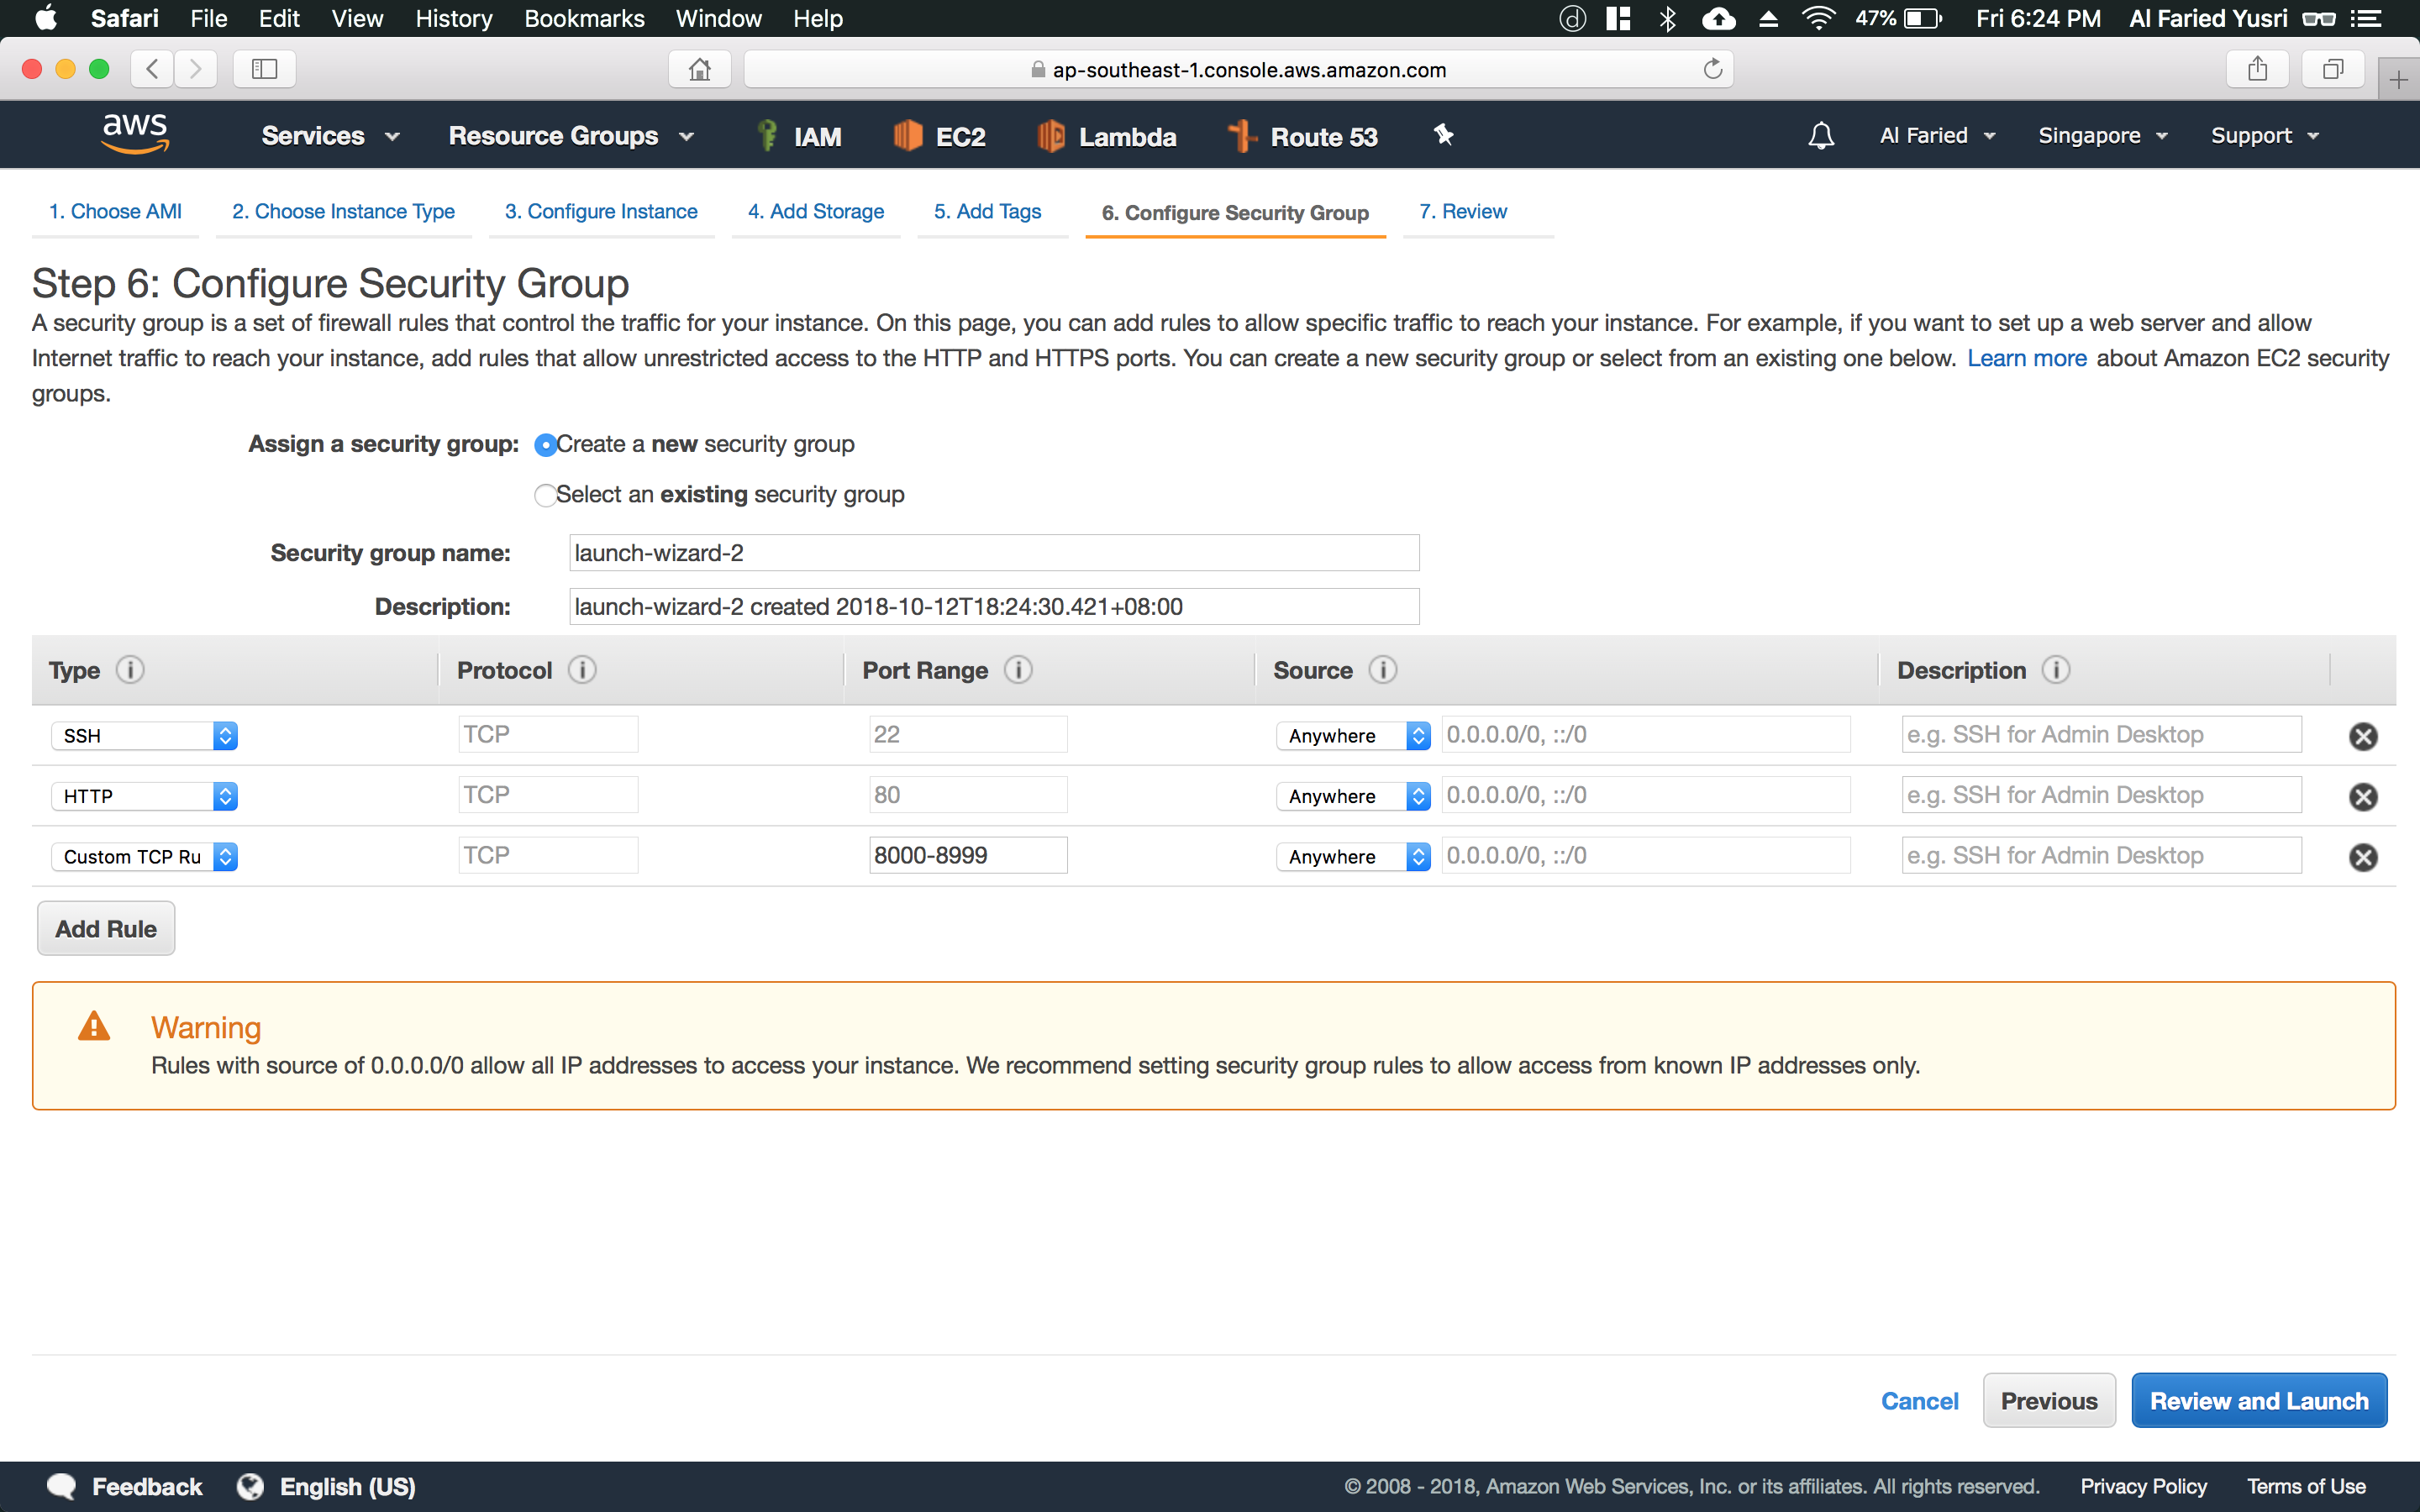 Safari File Edit View History Bookmarks Window Help 47% Fri 6:24 PM Al Faried Yusri
ap-southeast-1.console.aws.amazon.com
aws Services Resource Groups IAM EC2 Lambda Route 53 Al Faried Singapore Support
1. Choose AMI 2. Choose Instance Type 3. Configure Instance 4. Add Storage 5. Add Tags 6. Configure Security Group 7. Review
Step 6: Configure Security Group
A security group is a set of firewall rules that control the traffic for your instance. On this page, you can add rules to allow specific traffic to reach your instance. For example, if you want to set up a web server and allow
Internet traffic to reach your instance, add rules that allow unrestricted access to the HTTP and HTTPS ports. You can create a new security group or select from an existing one below. Learn more about Amazon EC2 security
groups.
Assign a security group: Create a new security group
Select an existing security group
Security group name: launch-wizard-2
Description: launch-wizard-2 created 2018-10-12T18:24:30.421+08:00
Type Protocol Port Range Source Description
SSH TCP 22 Anywhere 0.0.0.0/0, ::/0 e.g. SSH for Admin Desktop
HTTP TCP 80 Anywhere 0.0.0.0/0, ::/0 e.g. SSH for Admin Desktop
Custom TCP Ru TCP 8000-8999 Anywhere 0.0.0.0/0, ::/0 e.g. SSH for Admin Desktop
Add Rule
Warning
Rules with source of 0.0.0.0/0 allow all IP addresses to access your instance. We recommend setting security group rules to allow access from known IP addresses only.
Cancel Previous Review and Launch
Feedback English (US) © 2008 - 2018, Amazon Web Services, Inc. or its affiliates. All rights reserved. Privacy Policy Terms of Use